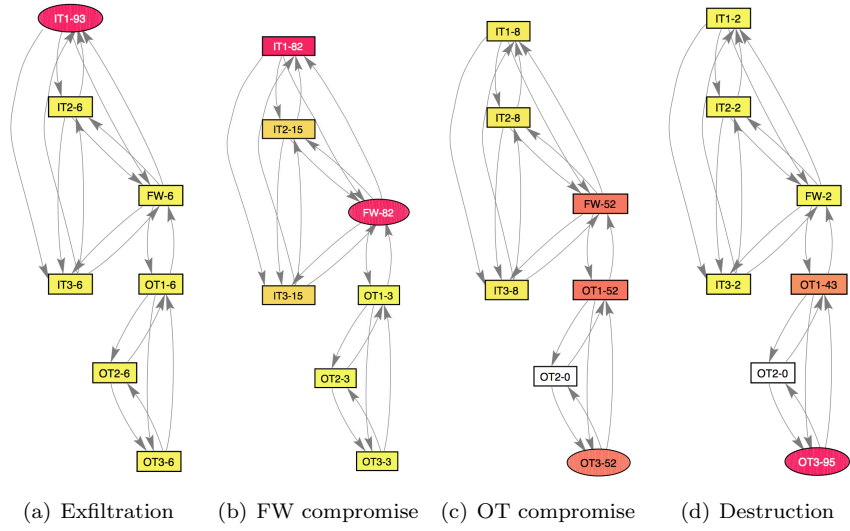 IT1-93
IT2-6
FW-6
IT3-6
OT1-6
OT2-6
OT3-6
(a) Exfiltration
IT1-82
IT2-15
FW-82
IT3-15
OT1-3
OT2-3
OT3-3
(b) FW compromise
IT1-8
IT2-8
FW-52
IT3-8
OT1-52
OT2-0
OT3-52
(c) OT compromise
IT1-2
IT2-2
FW-2
IT3-2
OT1-43
OT2-0
OT3-95
(d) Destruction